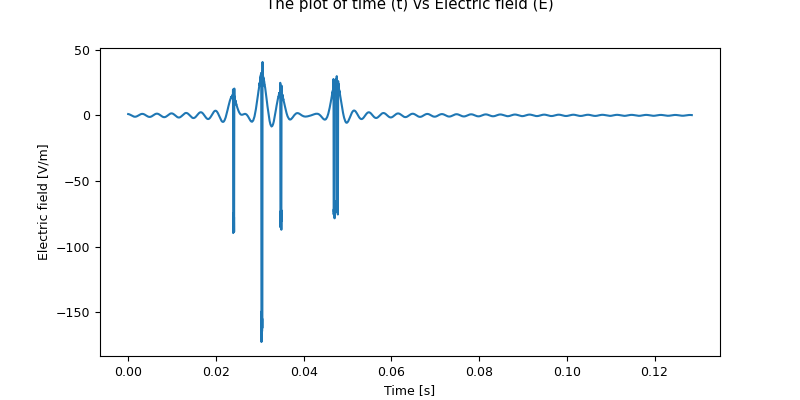 The plot of time (t) vs Electric field (E)
50
0
−50
−100
−150
Electric field [V/m]
0.00 0.02 0.04 0.06 0.08 0.10 0.12
Time [s]